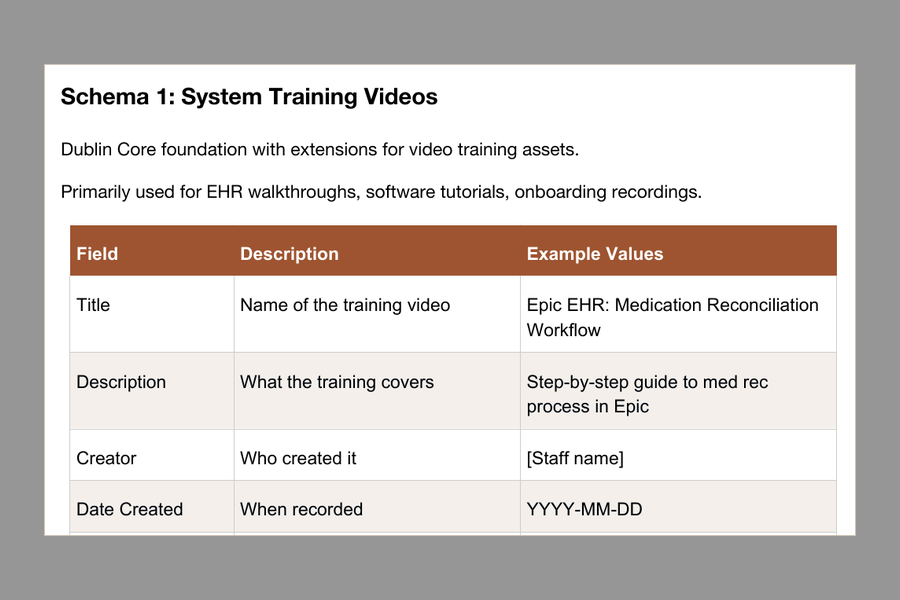 Schema 1: System Training Videos
Dublin Core foundation with extensions for video training assets.
Primarily used for EHR walkthroughs, software tutorials, onboarding recordings.
Field Description Example Values
Title Name of the training video Epic EHR: Medication Reconciliation
Workflow
Description What the training covers Step-by-step guide to med rec
process in Epic
Creator Who created it [Staff name]
Date Created When recorded YYYY-MM-DD